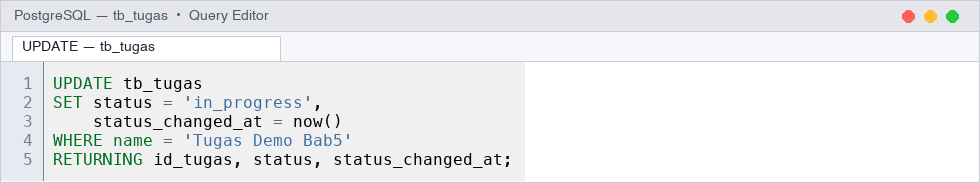 PostgreSQL — tb_tugas • Query Editor
UPDATE — tb_tugas
1 UPDATE tb_tugas
2 SET status = 'in_progress',
3     status_changed_at = now()
4 WHERE name = 'Tugas Demo Bab5'
5 RETURNING id_tugas, status, status_changed_at;